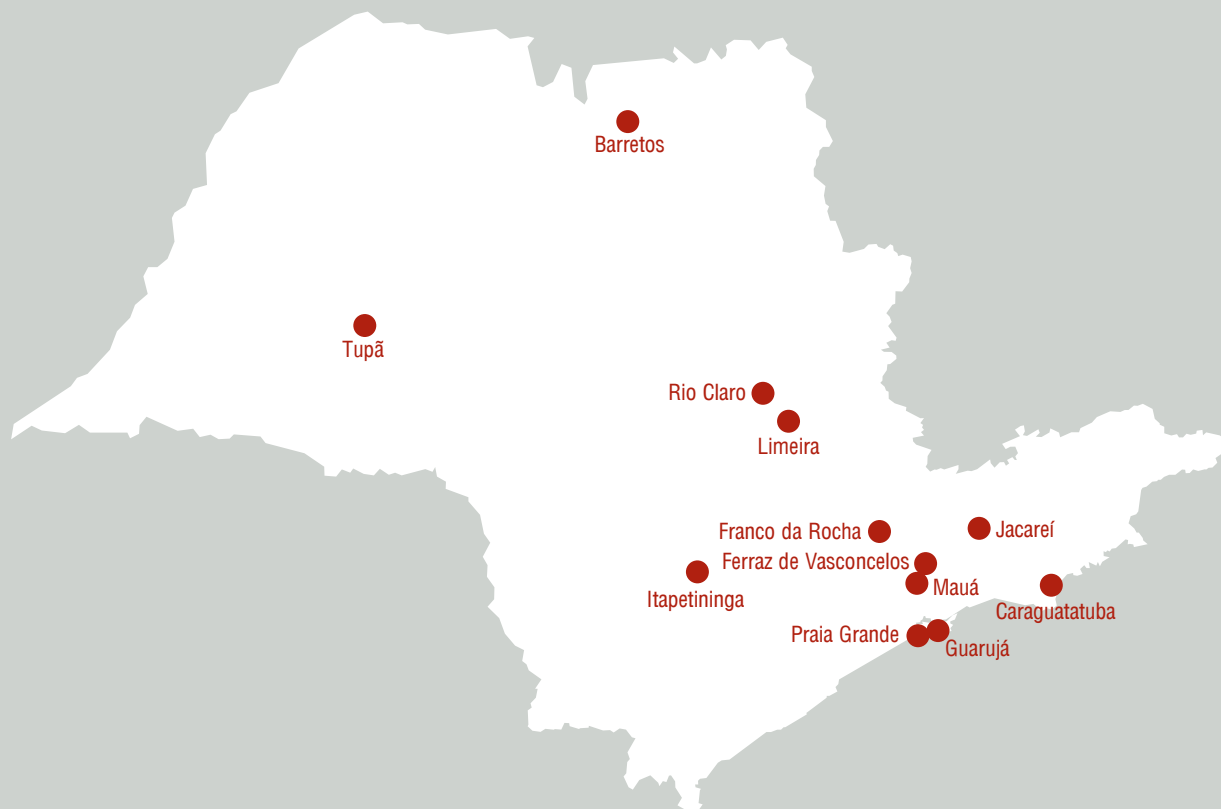 Barretos
Tupã
Rio Claro
Limeira
Franco da Rocha
Jacareí
Ferraz de Vasconcelos
Mauá
Itapetininga
Caraguatatuba
Praia Grande
Guarujá